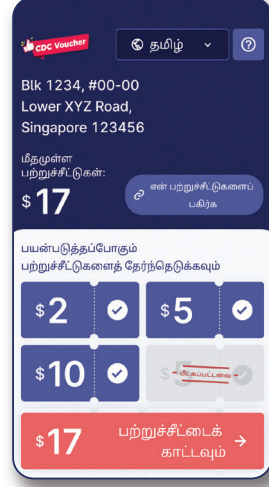 CDC Voucher
தமிழ்
Blk 1234, #00-00
Lower XYZ Road,
Singapore 123456
மீதமுள்ள
பற்றுச்சீட்டுகள்:
$17
என் பற்றுச்சீட்டுகளைப்
பகிர்க
பயன்படுத்தப்போகும்
பற்றுச்சீட்டுகளைத் தேர்ந்தெடுக்கவும்
$2
$5
$10
$5
$17
பற்றுச்சீட்டைக்
காட்டவும்